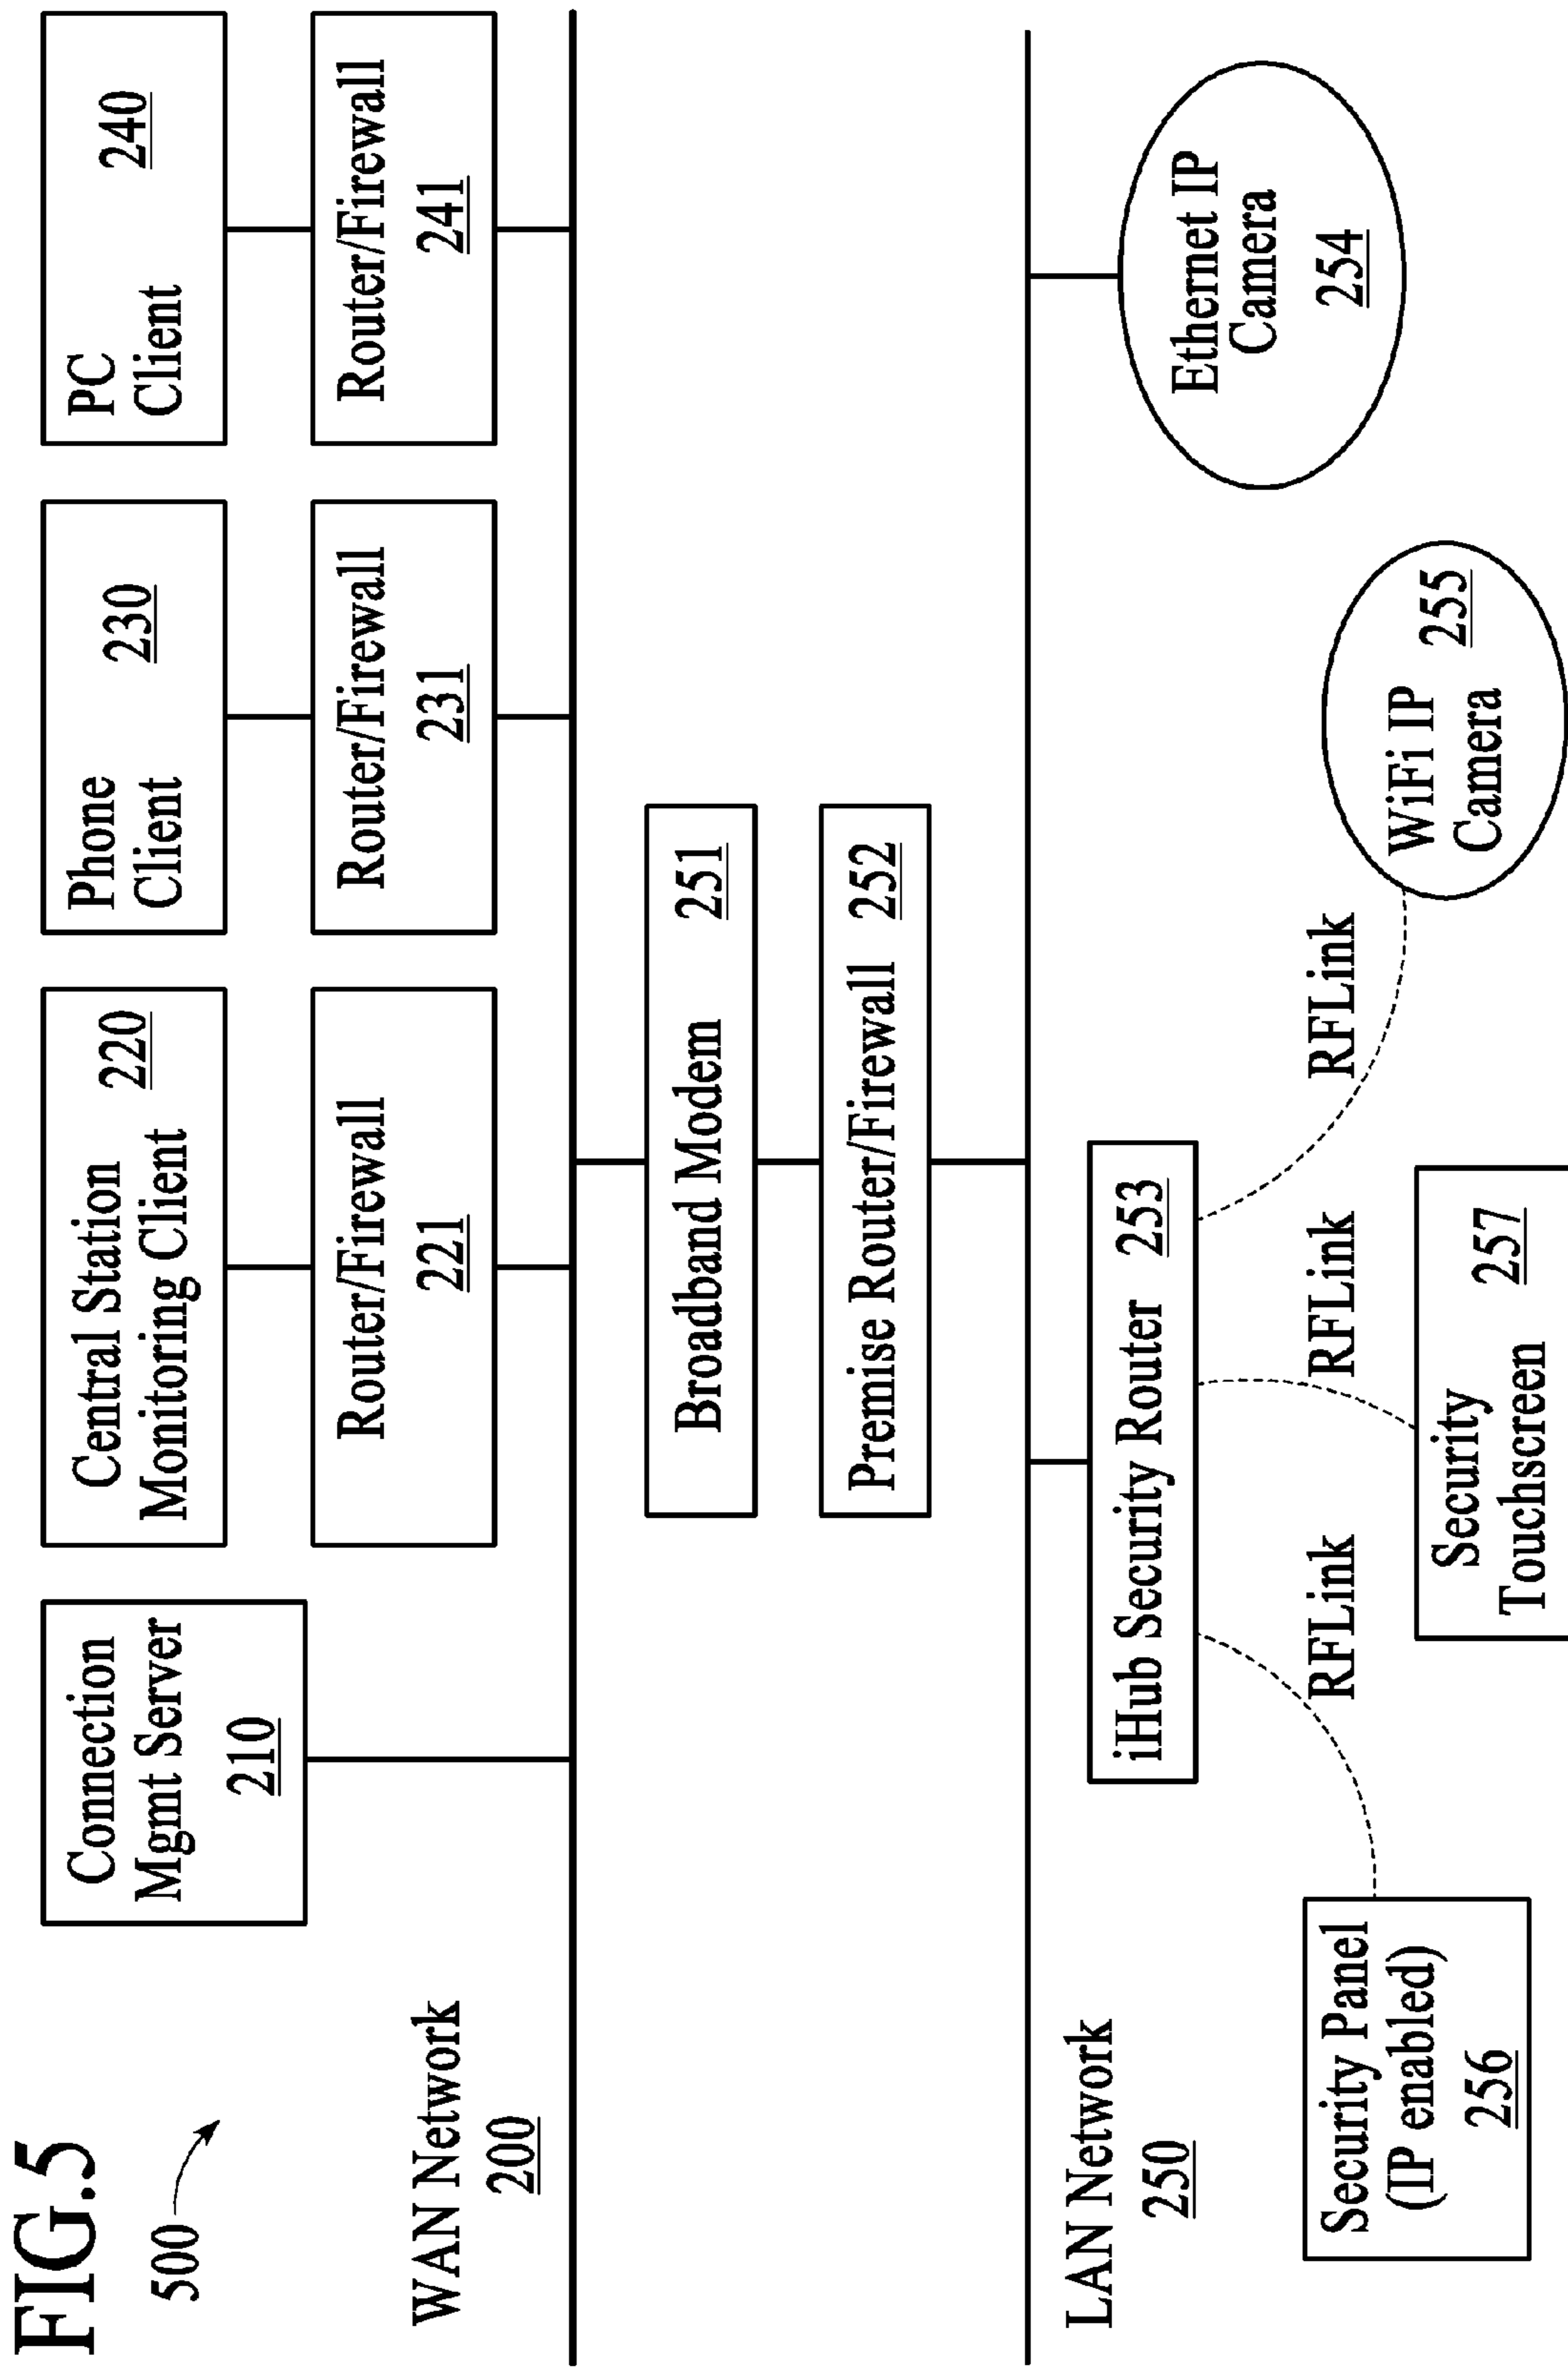 FIG.5
500
Connection
Mgmt Server
210
Central Station
Monitoring Client
220
Phone
Client
230
PC
Client
240
Router/Firewall
221
Router/Firewall
231
Router/Firewall
241
WAN Network
200
Broadband Modem 251
Premise Router/Firewall 252
LAN Network
250
iHub Security Router 253
Ethernet IP
Camera
254
RFLink
RFLink
RFLink
Security Panel
(IP enabled)
256
Security
Touchscreen
257
WiFi IP
Camera
255